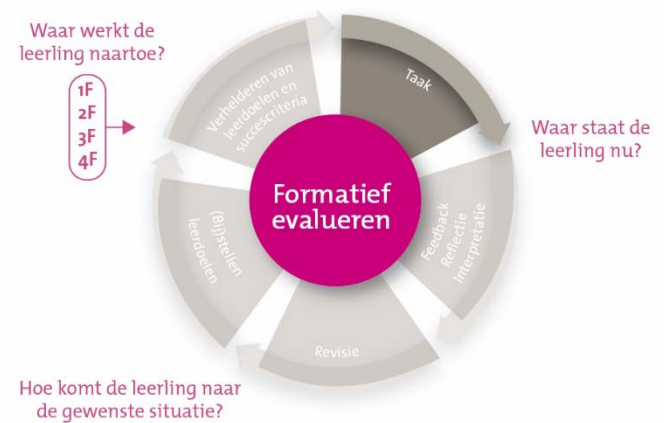 Waar werkt de
leerling naartoe?
1F
2F
3F
4F
Verhelderen van
leerdoelen en
succescriteria
Taak
Waar staat de
leerling nu?
Formatief
evalueren
Feedback
Reflectie
Interpretatie
(Bij)stellen
leerdoelen
Revisie
Hoe komt de leerling naar
de gewenste situatie?